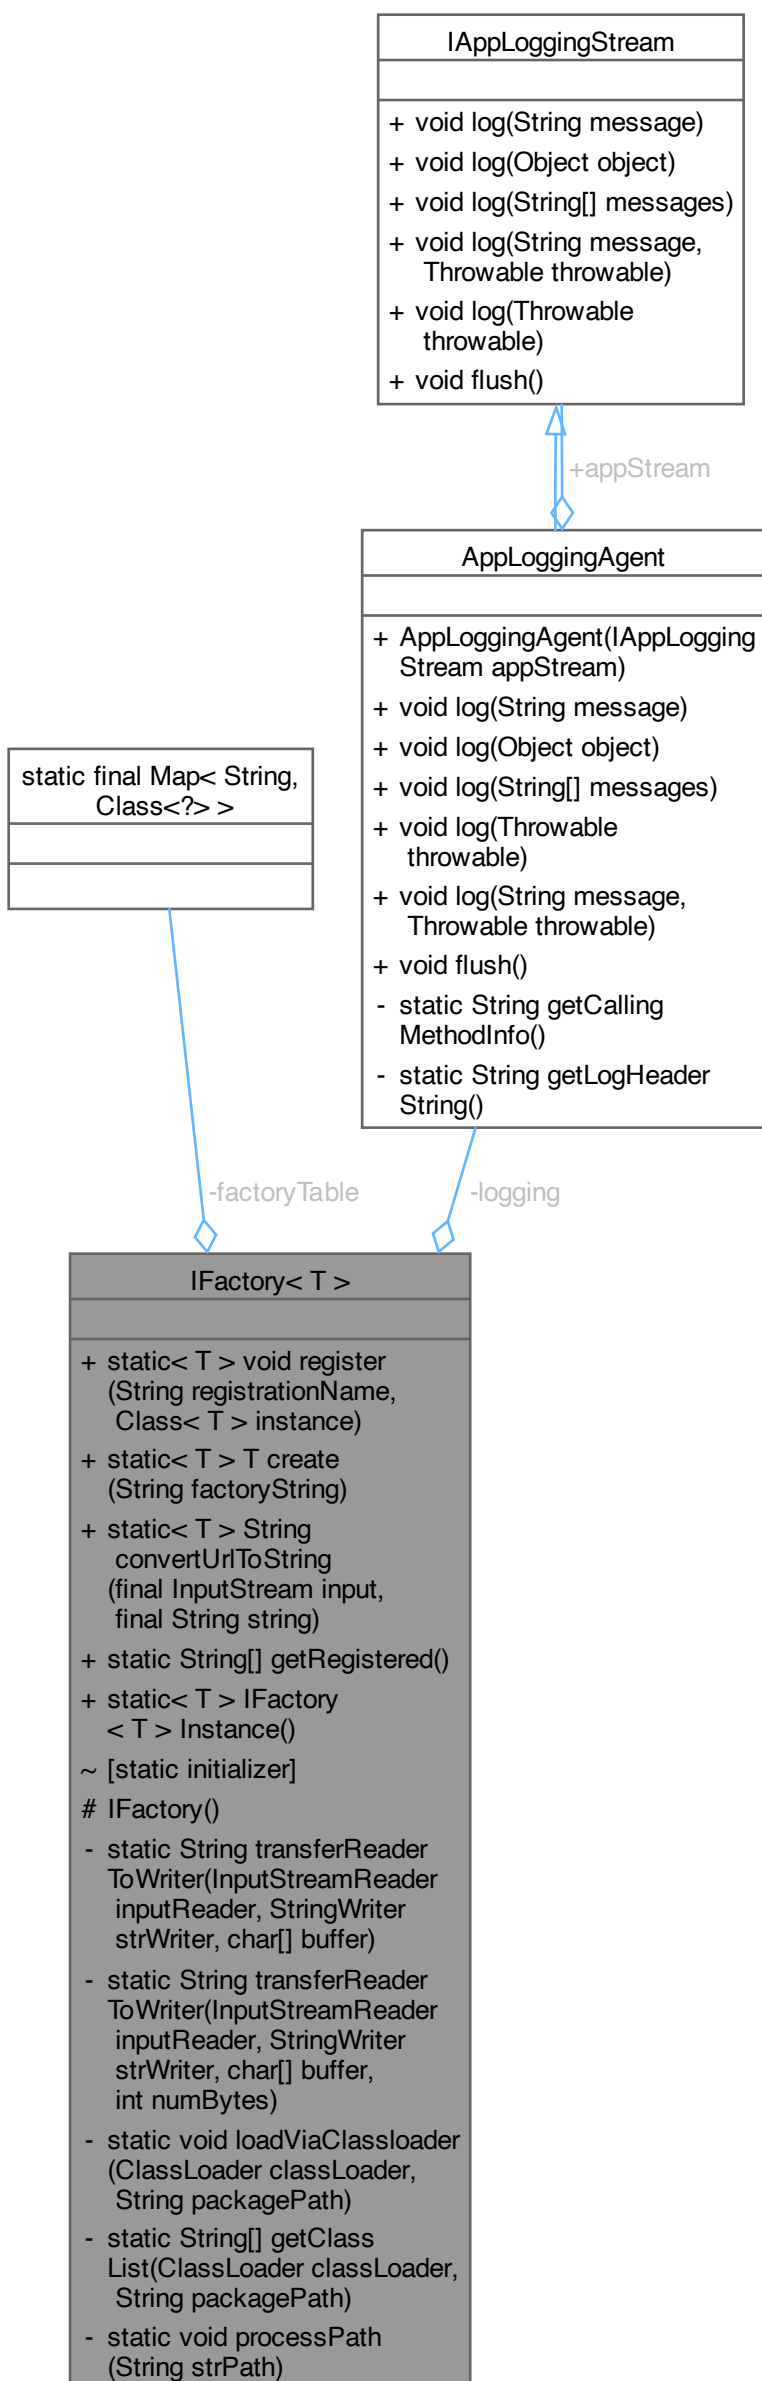 IAppLoggingStream
+ void log(String message)
+ void log(Object object)
+ void log(String[] messages)
+ void log(String message,
Throwable throwable)
+ void log(Throwable
throwable)
+ void flush()
+appStream
AppLoggingAgent
+ AppLoggingAgent(IAppLogging
Stream appStream)
+ void log(String message)
+ void log(Object object)
+ void log(String[] messages)
+ void log(Throwable
throwable)
+ void log(String message,
Throwable throwable)
+ void flush()
- static String getCalling
MethodInfo()
- static String getLogHeader
String()
static final Map< String,
Class<?> >
-factoryTable
-logging
IFactory< T >
+ static< T > void register
(String registrationName,
Class< T > instance)
+ static< T > T create
(String factoryString)
+ static< T > String
convertUrlToString
(final InputStream input,
final String string)
+ static String[] getRegistered()
+ static< T > IFactory
< T > Instance()
~ [static initializer]
# IFactory()
- static String transferReader
ToWriter(InputStreamReader
inputReader, StringWriter
strWriter, char[] buffer)
- static String transferReader
ToWriter(InputStreamReader
inputReader, StringWriter
strWriter, char[] buffer,
int numBytes)
- static void loadViaClassloader
(ClassLoader classLoader,
String packagePath)
- static String[] getClass
List(ClassLoader classLoader,
String packagePath)
- static void processPath
(String strPath)